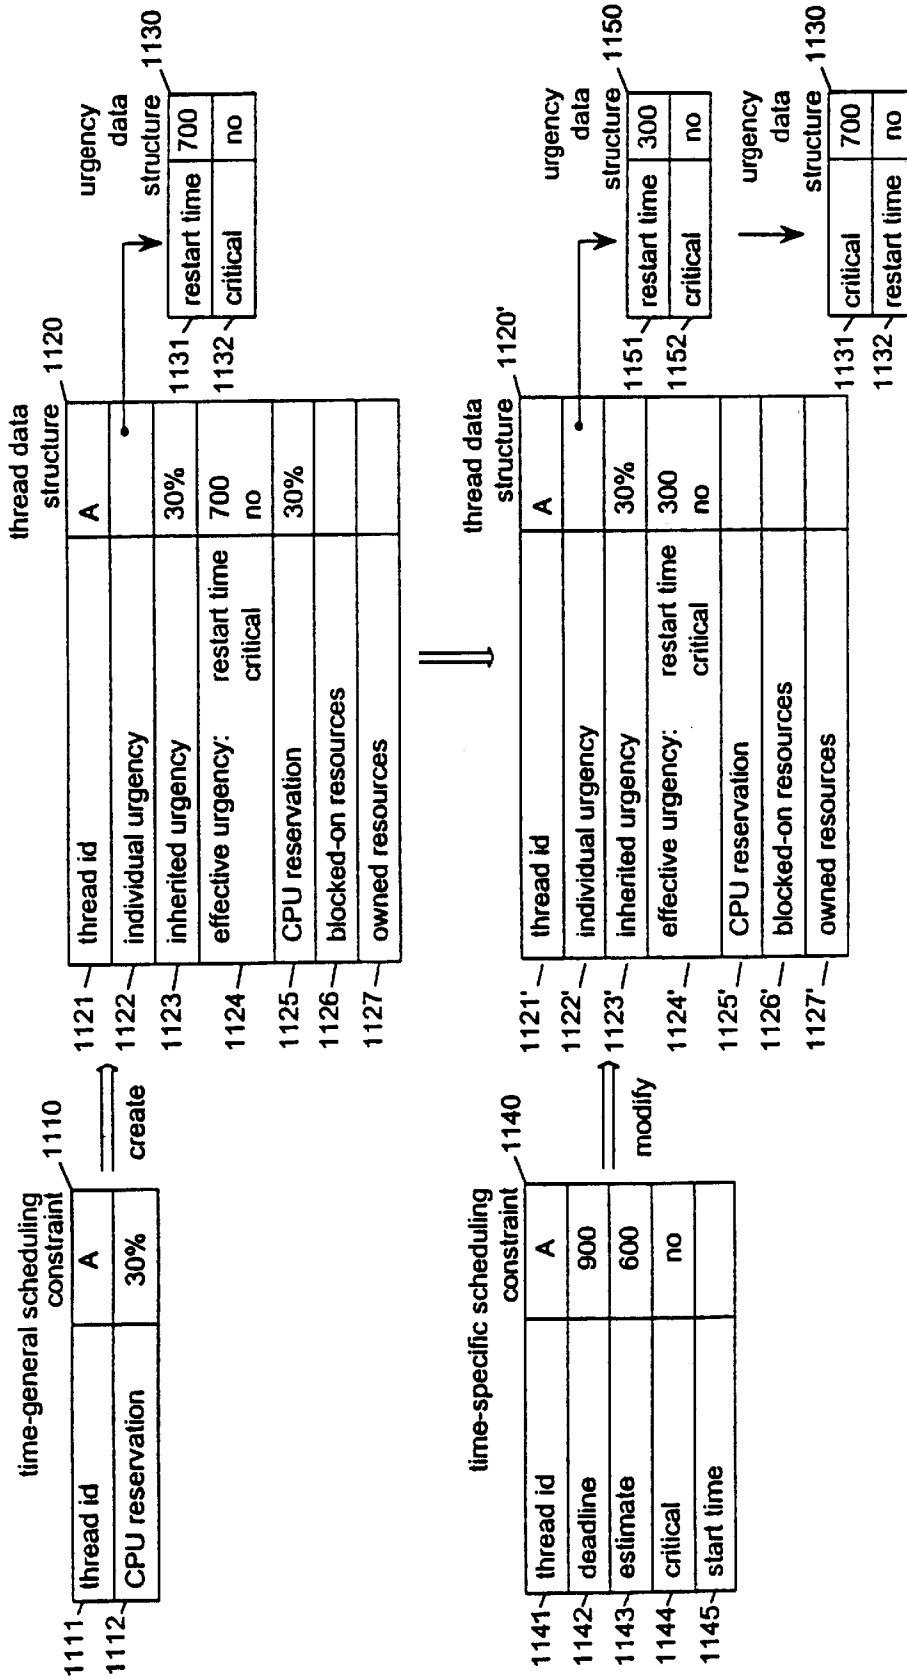 time-general scheduling
constraint
1110
1111 thread id A
1112 CPU reservation 30%
create
thread data
structure
1120
1121 thread id A
1122 individual urgency
1123 inherited urgency 30%
1124 effective urgency: restart time 700
critical no
1125 CPU reservation 30%
1126 blocked-on resources
1127 owned resources
urgency
data
structure
1130
1131 restart time 700
1132 critical no
time-specific scheduling
constraint
1140
1141 thread id A
1142 deadline 900
1143 estimate 600
1144 critical no
1145 start time
modify
thread data
structure
1120'
1121' thread id A
1122' individual urgency
1123' inherited urgency 30%
1124' effective urgency: restart time 300
critical no
1125' CPU reservation
1126' blocked-on resources
1127' owned resources
urgency
data
structure
1150
1151 restart time 300
1152 critical no
urgency
data
structure
1130
1131 critical 700
1132 restart time no